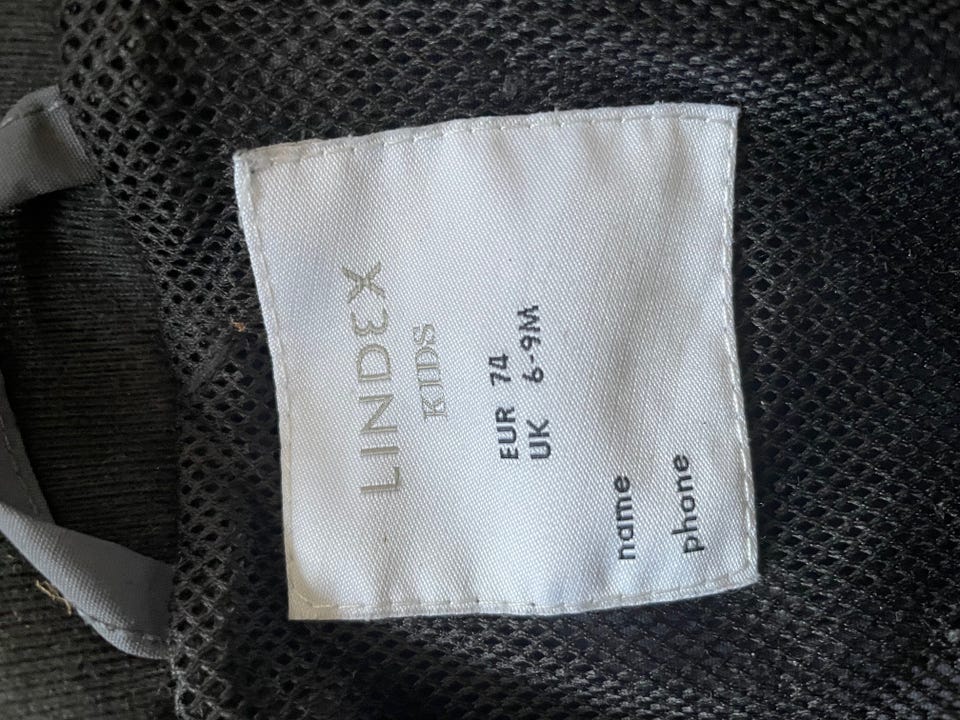 LINDEX
KIDS
EUR 74
UK 6-9M
name
phone